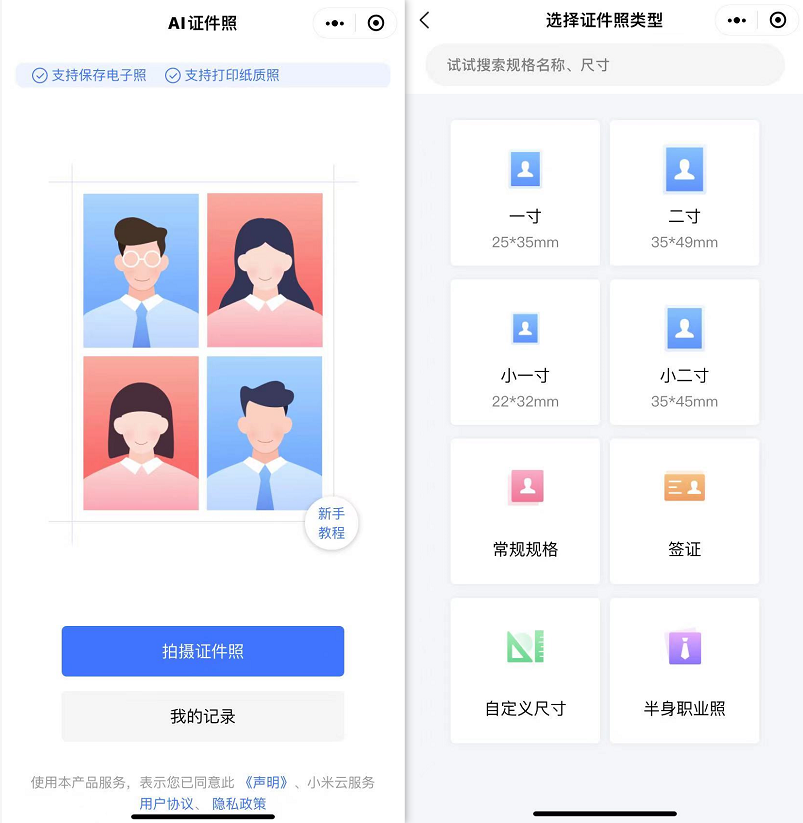 AI证件照
支持保存电子照 支持打印纸质照
新手
教程
拍摄证件照
我的记录
使用本产品服务，表示您已同意此《声明》、小米云服务
用户协议、隐私政策
选择证件照类型
试试搜索规格名称、尺寸
一寸
25*35mm
二寸
35*49mm
小一寸
22*32mm
小二寸
35*45mm
常规规格
签证
自定义尺寸
半身职业照